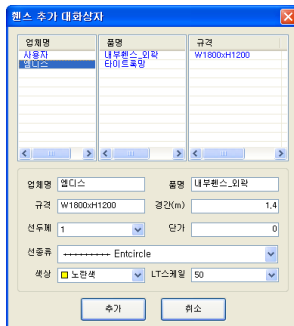 휀스 추가 대화상자
업체명 품명 규격
사용자 내부휀스_외곽 W1800xH1200
엠디스 타이트폭망
업체명 엠디스 품명 내부휀스_외곽
규격 W1800xH1200 경간(m) 1,4
선두께 1 단가 0
선종류 Entcircle
색상 노란색 LT스케일 50
추가 취소